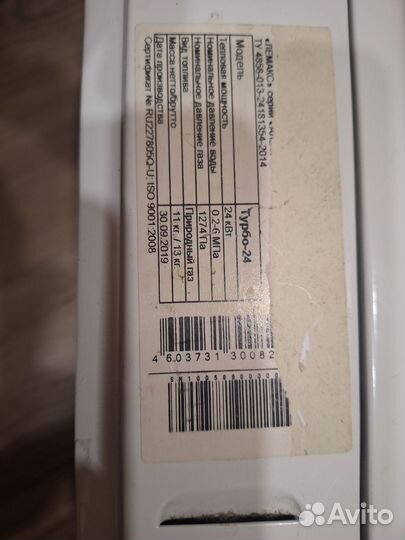 «ЛЕМАКС» серии
ТУ 4858-013-24181354-2014
Модель Турбо-24
Тепловая мощность 24 кВт
Номинальное давление воды 0.2-6 МПа
Номинальное давление газа 1274 Па
Вид топлива Природный газ
Масса нетто/брутто 11 кг / 13 кг
Дата производства 30.09.2019
Сертификат № RU227805Q-U; ISO 9001:2008
4 603731 30082
Avito